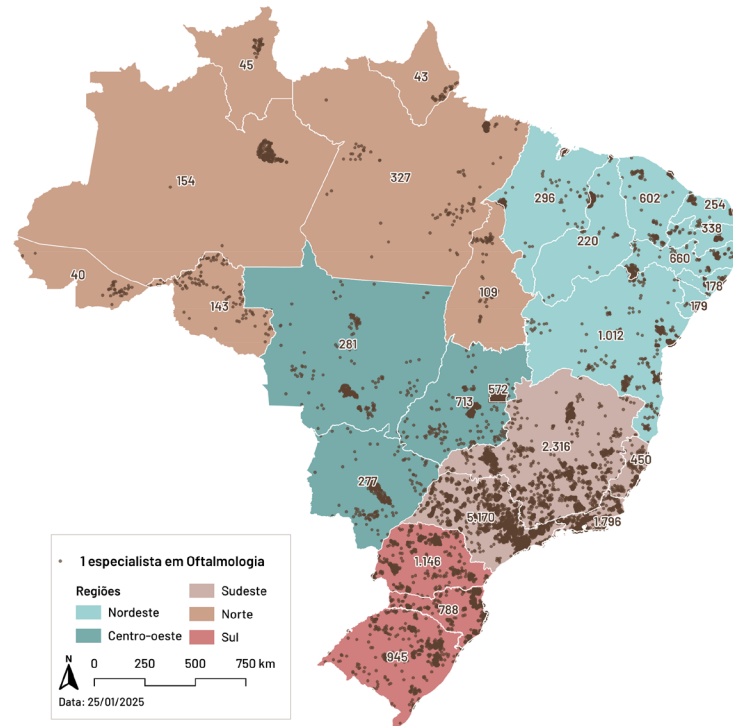 45
43
154
327
296
602
254
338
220
660
178
40
179
143
109
1.012
281
572
713
2.316
450
277
5.170
1.796
1.146
788
945
1 especialista em Oftalmologia
Regiões
Nordeste
Centro-oeste
Sudeste
Norte
Sul
N
0 250 500 750 km
Data: 25/01/2025